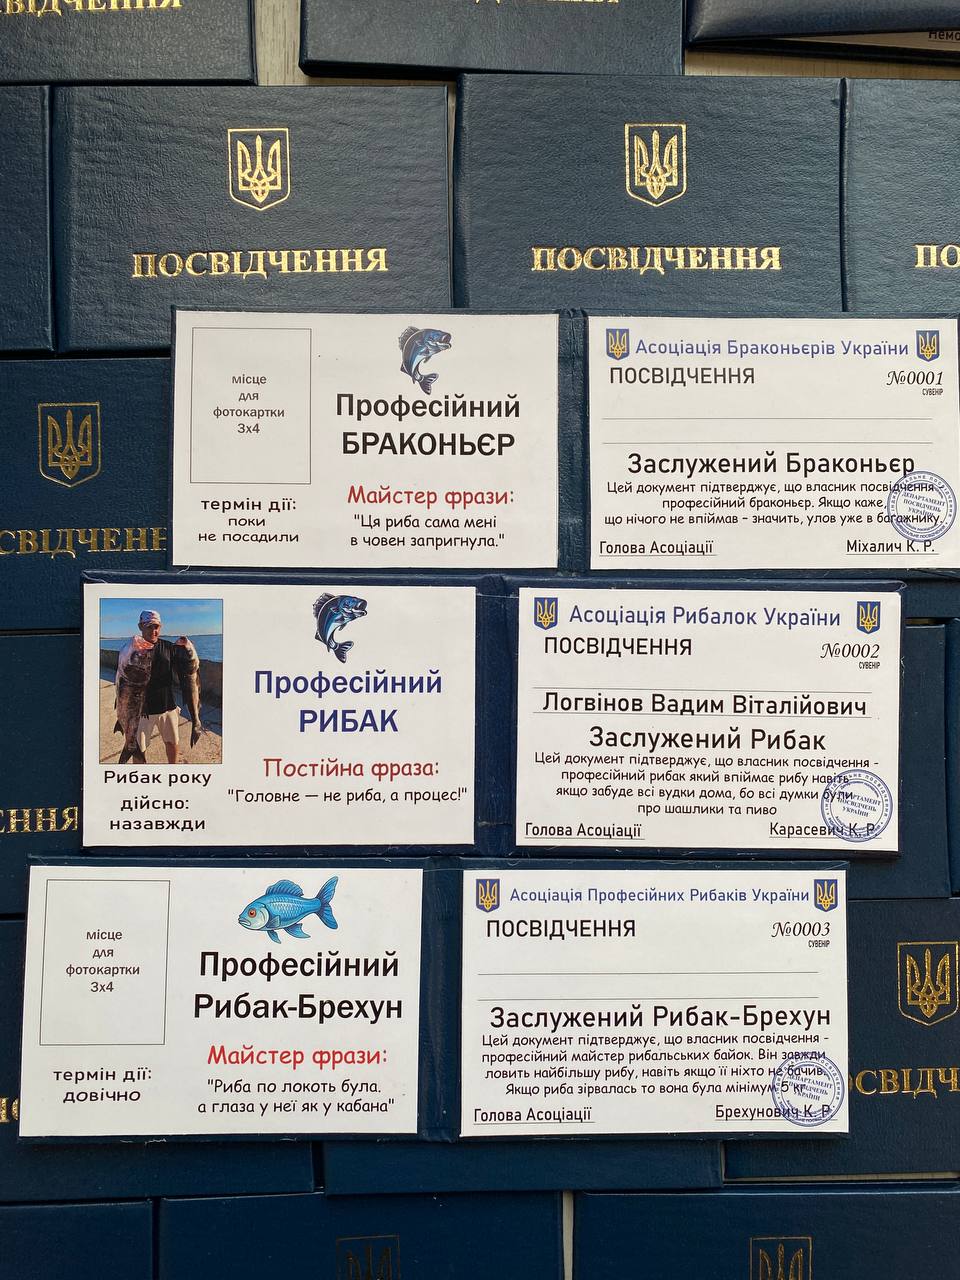 ПОСВІДЧЕННЯ
ПОСВІДЧЕННЯ
місце
для
фотокартки
3х4
Професійний
БРАКОНЬЄР
термін дії:
поки
не посадили
Майстер фрази:
"Ця риба сама мені
в човен запригнула."
Асоціація Браконьєрів України
ПОСВІДЧЕННЯ
№0001
СУВЕНІР
Заслужений Браконьєр
Цей документ підтверджує, що власник посвідчення -
професійний браконьєр. Якщо каже,
що нічого не впіймав – значить, улов уже в багажнику.
Голова Асоціації
Міхалич К. Р.
ДЕПАРТАМЕНТ
ПОСВІДЧЕНЬ
УКРАЇНИ
Професійний
РИБАК
Рибак року
дійсно:
назавжди
Постійна фраза:
"Головне — не риба, а процес!"
Асоціація Рибалок України
ПОСВІДЧЕННЯ
№0002
СУВЕНІР
Логвінов Вадим Віталійович
Заслужений Рибак
Цей документ підтверджує, що власник посвідчення -
професійний рибак який впіймає рибу навіть
якщо забуде всі вудки дома, бо всі думки були
про шашлики та пиво
Голова Асоціації
Карасевич К. Р.
ДЕПАРТАМЕНТ
ПОСВІДЧЕНЬ
УКРАЇНИ
місце
для
фотокартки
3х4
Професійний
Рибак-Брехун
термін дії:
довічно
Майстер фрази:
"Риба по локоть була.
а глаза у неї як у кабана"
Асоціація Професійних Рибаків України
ПОСВІДЧЕННЯ
№0003
СУВЕНІР
Заслужений Рибак-Брехун
Цей документ підтверджує, що власник посвідчення -
професійний майстер рибальських байок. Він завжди
ловить найбільшу рибу, навіть якщо її ніхто не бачив.
Якщо риба зірвалась то вона була мінімум 5 кг
Голова Асоціації
Брехунович К. Р.
ДЕПАРТАМЕНТ
ПОСВІДЧЕНЬ
УКРАЇНИ